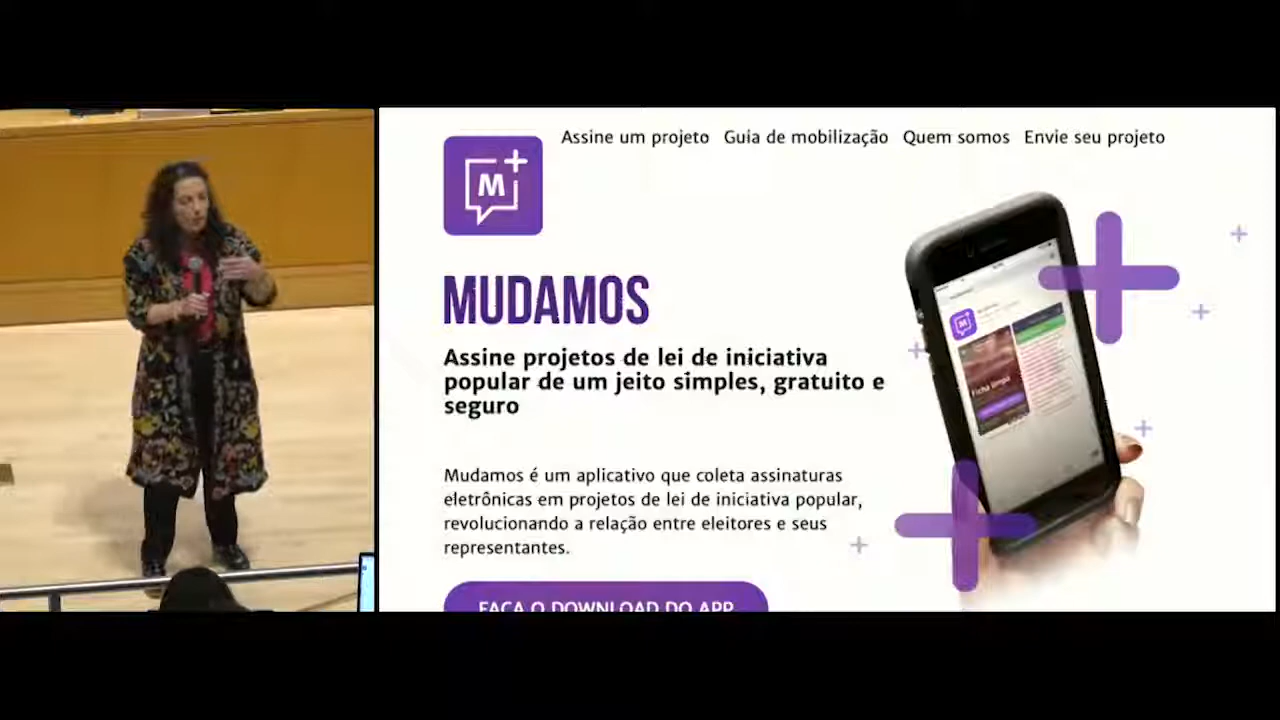 Assine um projeto Guia de mobilização Quem somos Envie seu projeto
M
MUDAMOS
Assine projetos de lei de iniciativa
popular de um jeito simples, gratuito e
seguro
Mudamos é um aplicativo que coleta assinaturas
eletrônicas em projetos de lei de iniciativa popular,
revolucionando a relação entre eleitores e seus
representantes.
FAÇA O DOWNLOAD DO APP
Ficha limpa